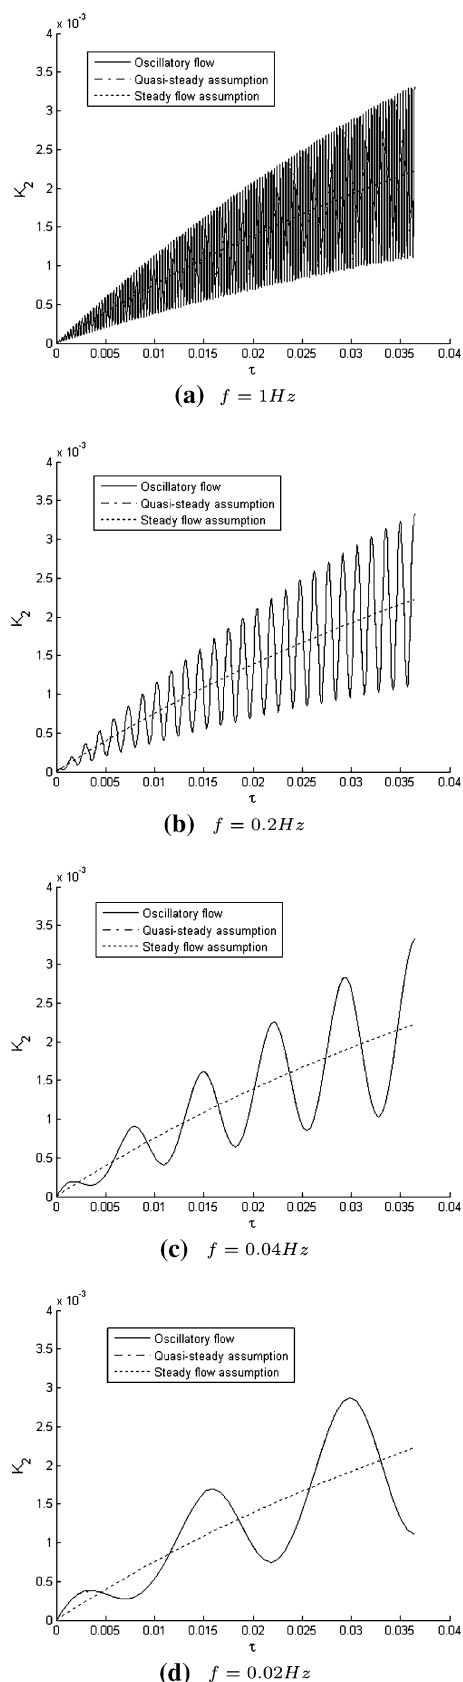 x 10⁻³
4
3.5
3
2.5
2
1.5
1
0.5
0
K₂
Oscillatory flow
Quasi-steady assumption
Steady flow assumption
0 0.005 0.01 0.015 0.02 0.025 0.03 0.035 0.04
τ
(a) f = 1Hz
x 10⁻³
4
3.5
3
2.5
2
1.5
1
0.5
0
K₂
Oscillatory flow
Quasi-steady assumption
Steady flow assumption
0 0.005 0.01 0.015 0.02 0.025 0.03 0.035 0.04
τ
(b) f = 0.2Hz
x 10⁻³
4
3.5
3
2.5
2
1.5
1
0.5
0
K₂
Oscillatory flow
Quasi-steady assumption
Steady flow assumption
0 0.005 0.01 0.015 0.02 0.025 0.03 0.035 0.04
τ
(c) f = 0.04Hz
x 10⁻³
4
3.5
3
2.5
2
1.5
1
0.5
0
K₂
Oscillatory flow
Quasi-steady assumption
Steady flow assumption
0 0.005 0.01 0.015 0.02 0.025 0.03 0.035 0.04
τ
(d) f = 0.02Hz